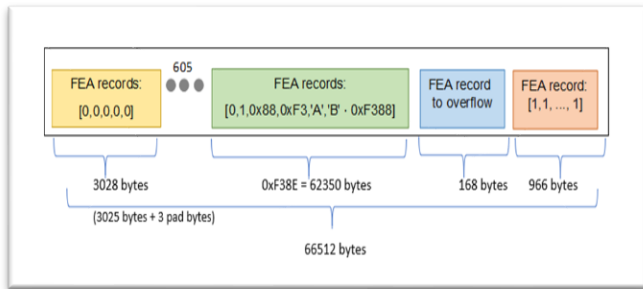 605
FEA records:
[0,0,0,0,0]
FEA records:
[0,1,0x88,0xF3,'A','B' · 0xF388]
FEA record
to overflow
FEA record:
[1,1, ..., 1]
3028 bytes
0xF38E = 62350 bytes
168 bytes
966 bytes
(3025 bytes + 3 pad bytes)
66512 bytes